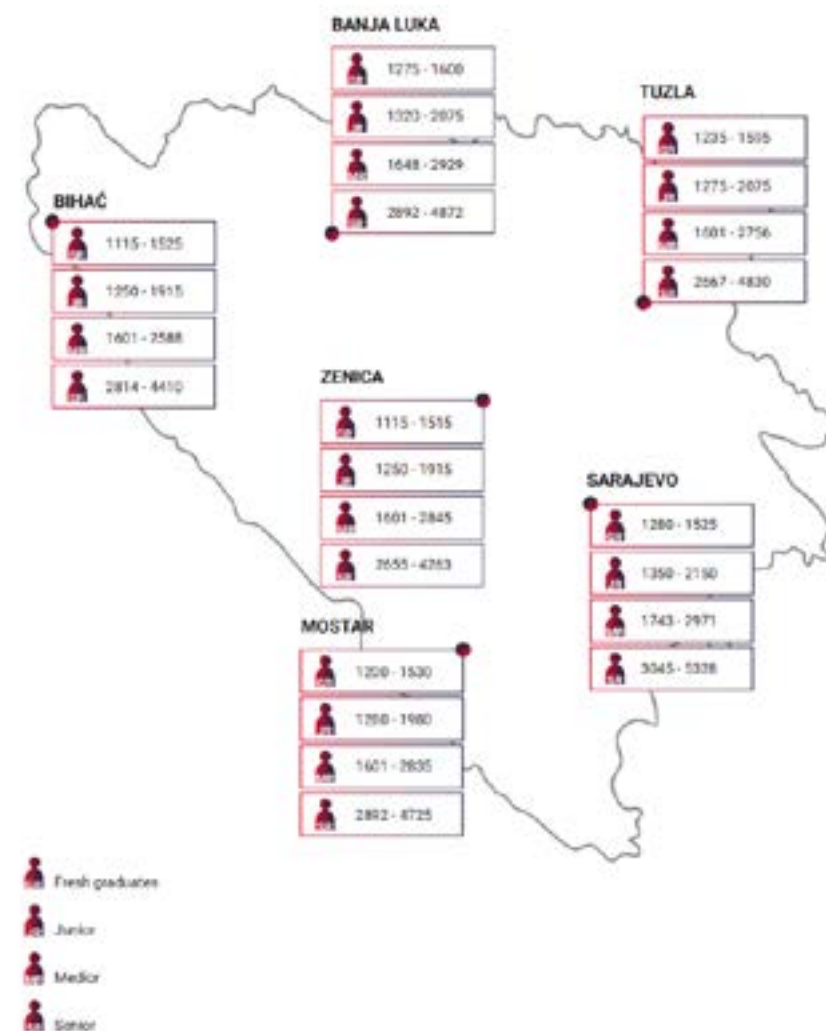 BANJA LUKA
1275 - 1600
1320 - 2075
1648 - 2929
2892 - 4872
TUZLA
1235 - 1595
1275 - 2075
1601 - 2756
2667 - 4830
BIHAĆ
1115 - 1525
1250 - 1915
1601 - 2588
2814 - 4410
ZENICA
1115 - 1515
1250 - 1915
1601 - 2845
2655 - 4263
SARAJEVO
1280 - 1525
1350 - 2150
1743 - 2971
3045 - 5328
MOSTAR
1200 - 1530
1980
1601 - 2835
2892 - 4725
Fresh graduates
Junior
Medior
Senior